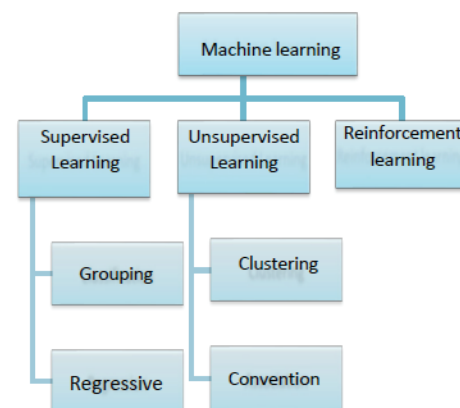 Machine learning
Supervised
Learning
Unsupervised
Learning
Reinforcement
learning
Grouping
Clustering
Regressive
Convention